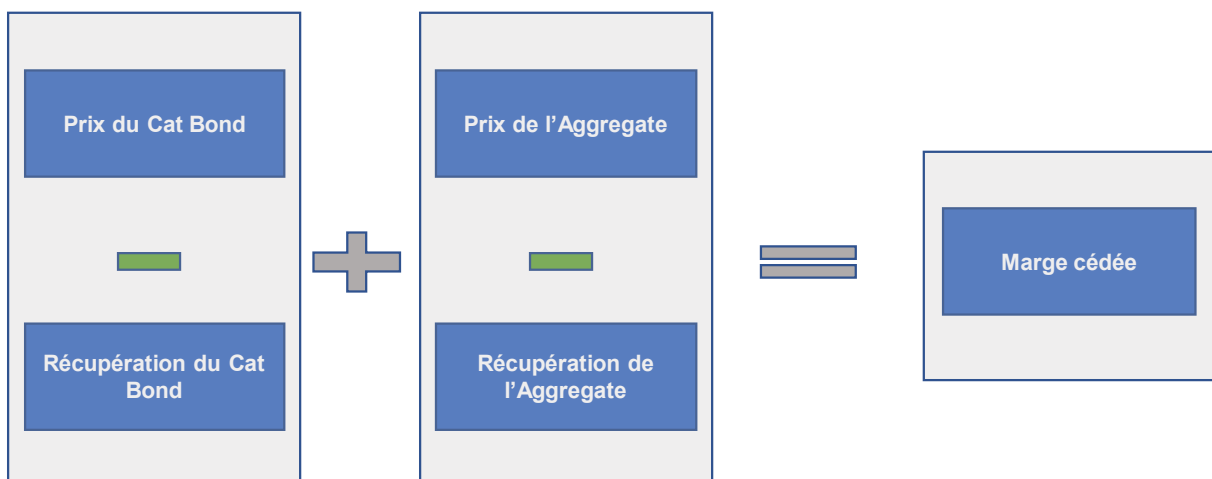 Prix du Cat Bond
Récupération du Cat
Bond
Prix de l’Aggregate
Récupération de
l’Aggregate
Marge cédée